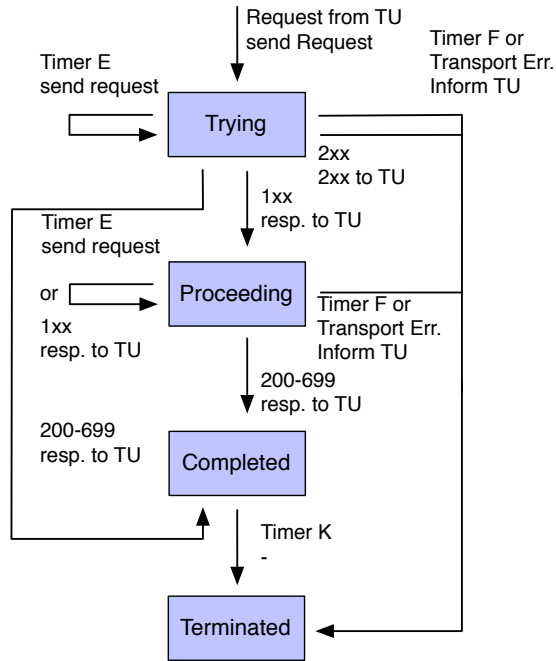 Request from TU
send Request
Timer E
send request
Timer F or
Transport Err.
Inform TU
Trying
2xx
2xx to TU
1xx
resp. to TU
Timer E
send request
or
1xx
resp. to TU
Proceeding
Timer F or
Transport Err.
Inform TU
200-699
resp. to TU
200-699
resp. to TU
Completed
Timer K
-
Terminated